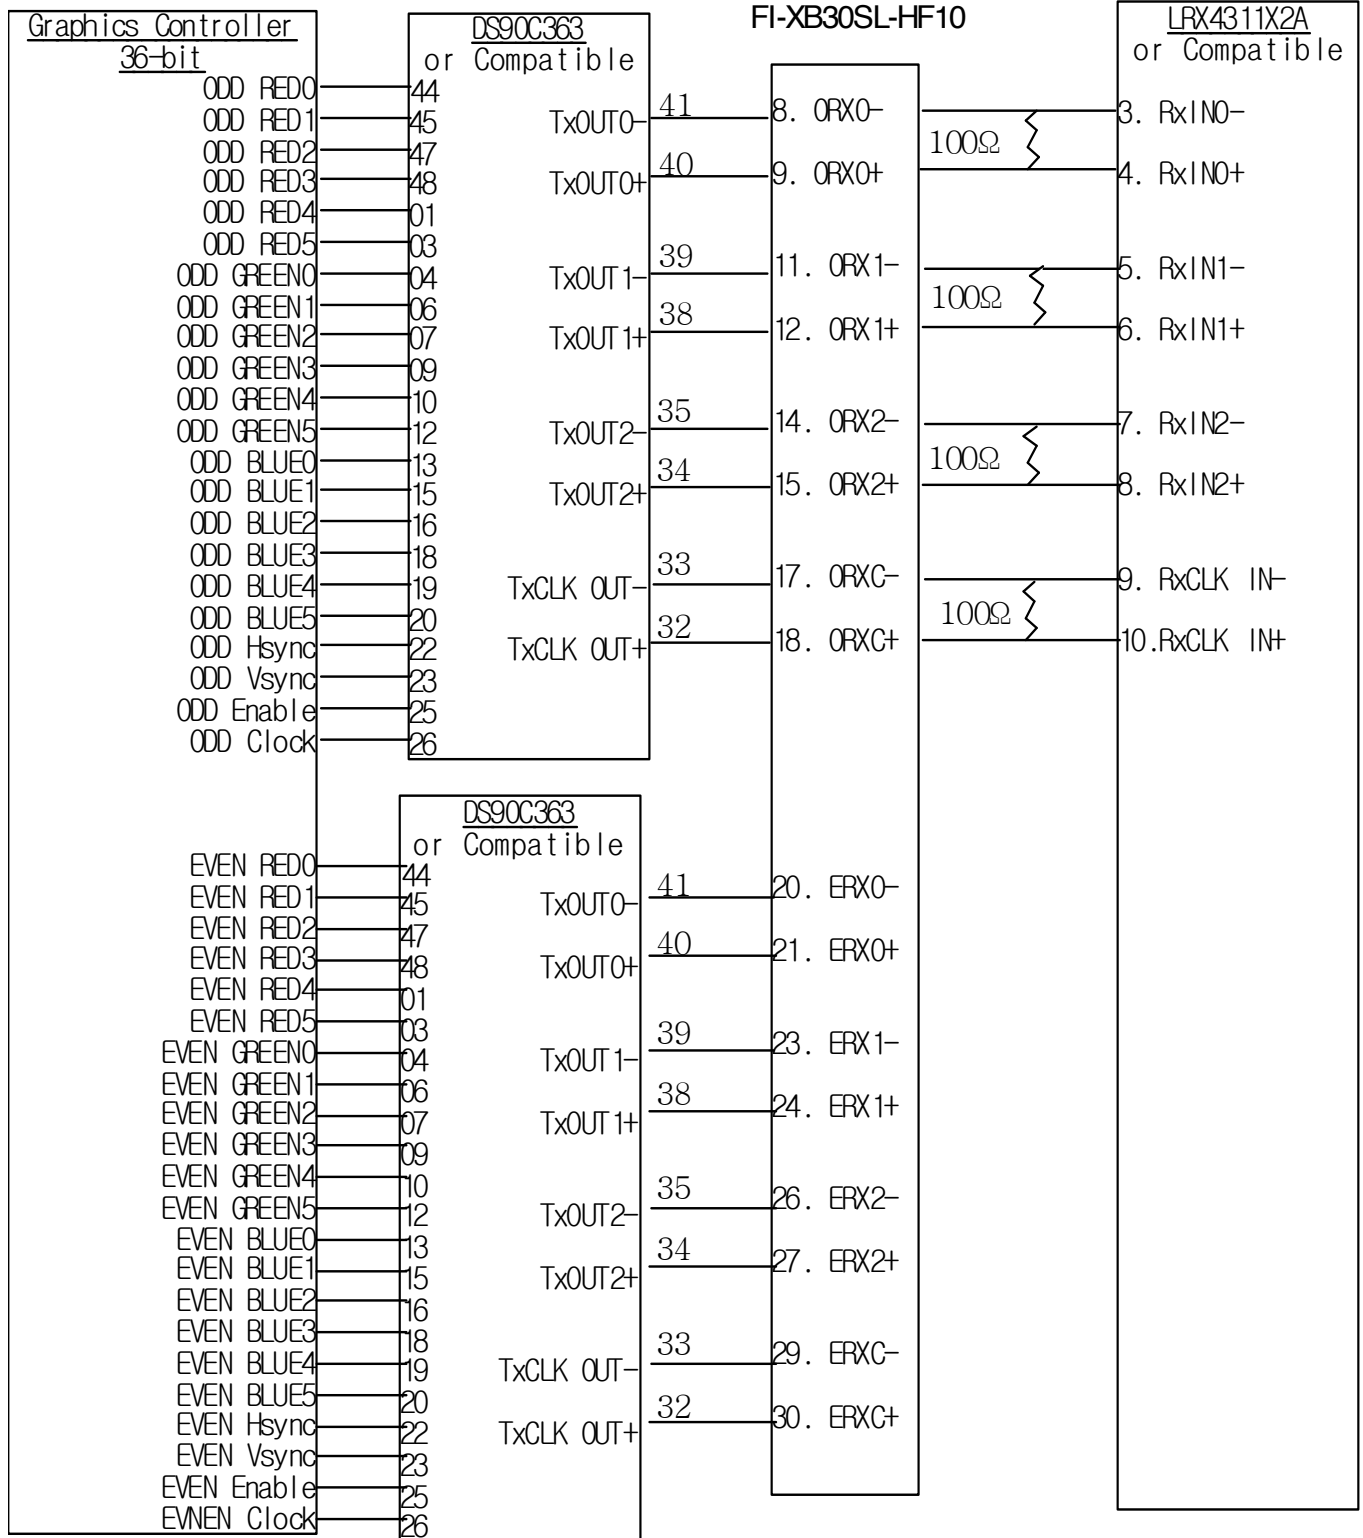 Graphics Controller
36-bit
ODD RED0
ODD RED1
ODD RED2
ODD RED3
ODD RED4
ODD RED5
ODD GREEN0
ODD GREEN1
ODD GREEN2
ODD GREEN3
ODD GREEN4
ODD GREEN5
ODD BLUE0
ODD BLUE1
ODD BLUE2
ODD BLUE3
ODD BLUE4
ODD BLUE5
ODD Hsync
ODD Vsync
ODD Enable
ODD Clock
EVEN RED0
EVEN RED1
EVEN RED2
EVEN RED3
EVEN RED4
EVEN RED5
EVEN GREEN0
EVEN GREEN1
EVEN GREEN2
EVEN GREEN3
EVEN GREEN4
EVEN GREEN5
EVEN BLUE0
EVEN BLUE1
EVEN BLUE2
EVEN BLUE3
EVEN BLUE4
EVEN BLUE5
EVEN Hsync
EVEN Vsync
EVEN Enable
EVNEN Clock
DS90C363
or Compatible
44
45
47
48
01
03
04
06
07
09
10
12
13
15
16
18
19
20
22
23
25
26
TxOUT0-
TxOUT0+
TxOUT1-
TxOUT1+
TxOUT2-
TxOUT2+
TxCLK OUT-
TxCLK OUT+
41
40
39
38
35
34
33
32
DS90C363
or Compatible
44
45
47
48
01
03
04
06
07
09
10
12
13
15
16
18
19
20
22
23
25
26
TxOUT0-
TxOUT0+
TxOUT1-
TxOUT1+
TxOUT2-
TxOUT2+
TxCLK OUT-
TxCLK OUT+
41
40
39
38
35
34
33
32
FI-XB30SL-HF10
8. ORX0-
9. ORX0+
11. ORX1-
12. ORX1+
14. ORX2-
15. ORX2+
17. ORXC-
18. ORXC+
20. ERX0-
21. ERX0+
23. ERX1-
24. ERX1+
26. ERX2-
27. ERX2+
29. ERXC-
30. ERXC+
100Ω
100Ω
100Ω
100Ω
LRX4311X2A
or Compatible
3. RxIN0-
4. RxIN0+
5. RxIN1-
6. RxIN1+
7. RxIN2-
8. RxIN2+
9. RxCLK IN-
10.RxCLK IN+